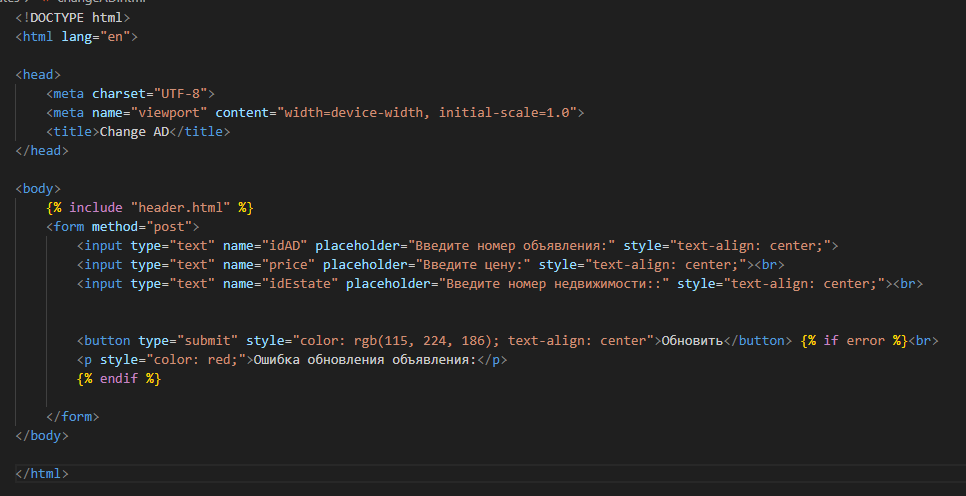 <!DOCTYPE html>
<html lang="en">
<head>
<meta charset="UTF-8">
<meta name="viewport" content="width=device-width, initial-scale=1.0">
<title>Change AD</title>
</head>
<body>
{% include "header.html" %}
<form method="post">
<input type="text" name="idAD" placeholder="Введите номер объявления:" style="text-align: center;">
<input type="text" name="price" placeholder="Введите цену:" style="text-align: center;"><br>
<input type="text" name="idEstate" placeholder="Введите номер недвижимости::" style="text-align: center;"><br>
<button type="submit" style="color: rgb(115, 224, 186); text-align: center">Обновить</button> {% if error %}<br>
<p style="color: red;">Ошибка обновления объявления:</p>
{% endif %}
</form>
</body>
</html>